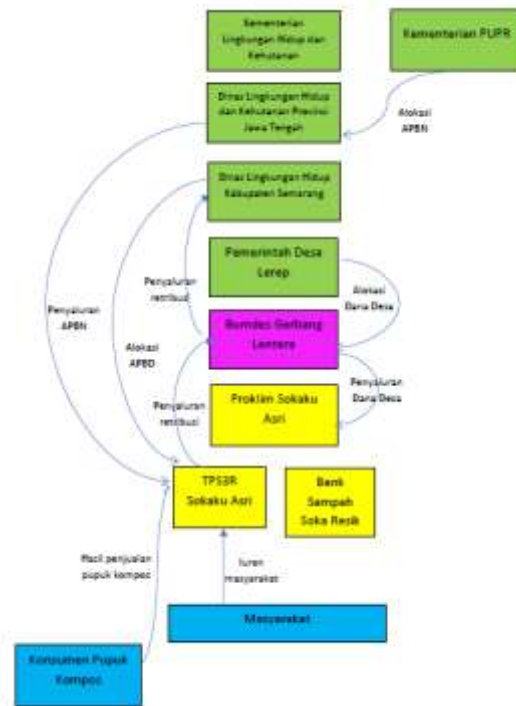 Kementerian
Lingkungan Hidup dan
Kehutanan
Kementerian PUPR
Dinas Lingkungan Hidup
dan Kehutanan Provinsi
Jawa Tengah
Alokasi
APBN
Dinas Lingkungan Hidup
Kabupaten Semarang
Pemerintah Desa
Lerep
Penyaluran
retribusi
Alokasi
Dana Desa
Penyaluran
APBN
Bumdes Gerbang
Lentera
Alokasi
APBD
Penyaluran
Dana Desa
Proklim Sokaku
Asri
Penyaluran
retribusi
TPS3R
Sokaku Asri
Bank
Sampah
Soka Resik
Hasil penjualan
pupuk kompos
Iuran
masyarakat
Masyarakat
Konsumen Pupuk
Kompos